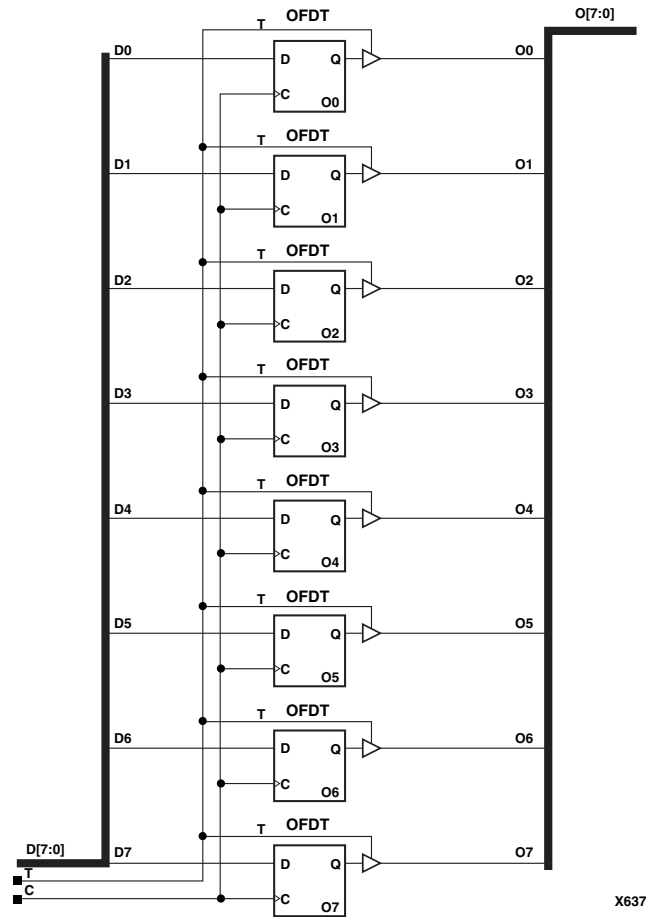 O[7:0]
OFDT
T
D0 D Q O0
C
O0
OFDT
T
D1 D Q O1
C
O1
OFDT
T
D2 D Q O2
C
O2
OFDT
T
D3 D Q O3
C
O3
OFDT
T
D4 D Q O4
C
O4
OFDT
T
D5 D Q O5
C
O5
OFDT
T
D6 D Q O6
C
O6
OFDT
T
D[7:0] D7 D Q O7
T
C
C
O7
X637